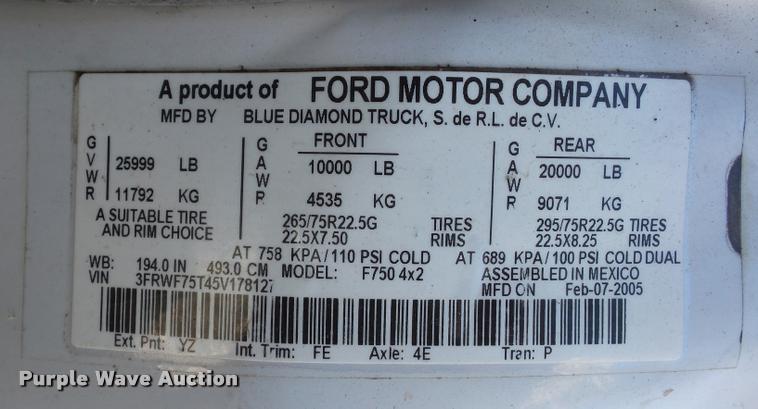 A product of FORD MOTOR COMPANY
MFD BY BLUE DIAMOND TRUCK, S. de R.L. de C.V.
GVWR 25999 LB 11792 KG
A SUITABLE TIRE
AND RIM CHOICE
FRONT
GAWR 10000 LB
4535 KG
265/75R22.5G TIRES
22.5X7.50 RIMS
AT 758 KPA/110 PSI COLD
REAR
GAWR 20000 LB
9071 KG
295/75R22.5G TIRES
22.5X8.25 RIMS
AT 689 KPA/100 PSI COLD DUAL
WB: 194.0 IN 493.0 CM MODEL: F750 4x2 ASSEMBLED IN MEXICO
VIN 3FRWF75T45V178127 MFD ON Feb-07-2005
Ext. Pnt: YZ Int. Trim: FE Axle: 4E Tran: P
Purple Wave Auction